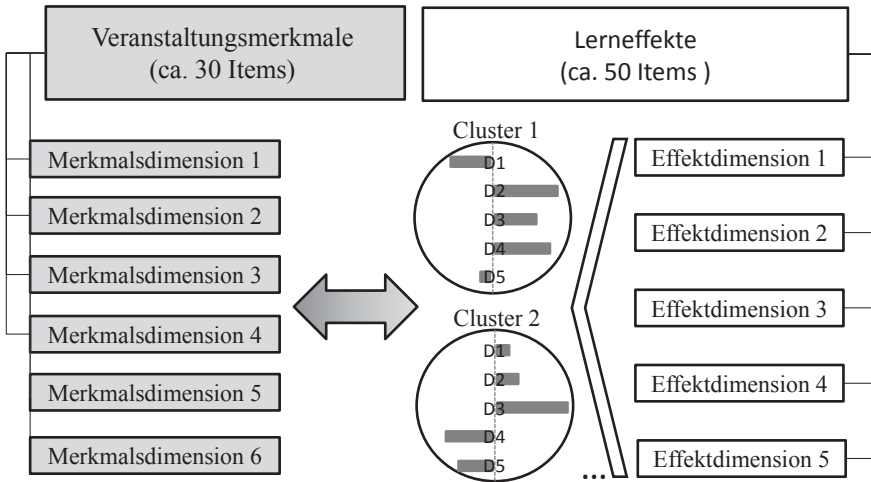 Veranstaltungsmerkmale
(ca. 30 Items)
Lerneffekte
(ca. 50 Items )
Merkmalsdimension 1
Merkmalsdimension 2
Merkmalsdimension 3
Merkmalsdimension 4
Merkmalsdimension 5
Merkmalsdimension 6
Cluster 1
D1
D2
D3
D4
D5
Cluster 2
D1
D2
D3
D4
D5
...
Effektdimension 1
Effektdimension 2
Effektdimension 3
Effektdimension 4
Effektdimension 5